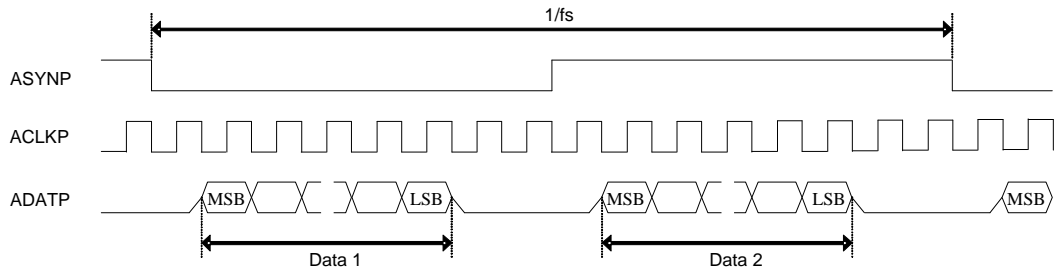 1/fs
ASYNP
ACLKP
ADATP MSB LSB MSB LSB MSB
Data 1 Data 2